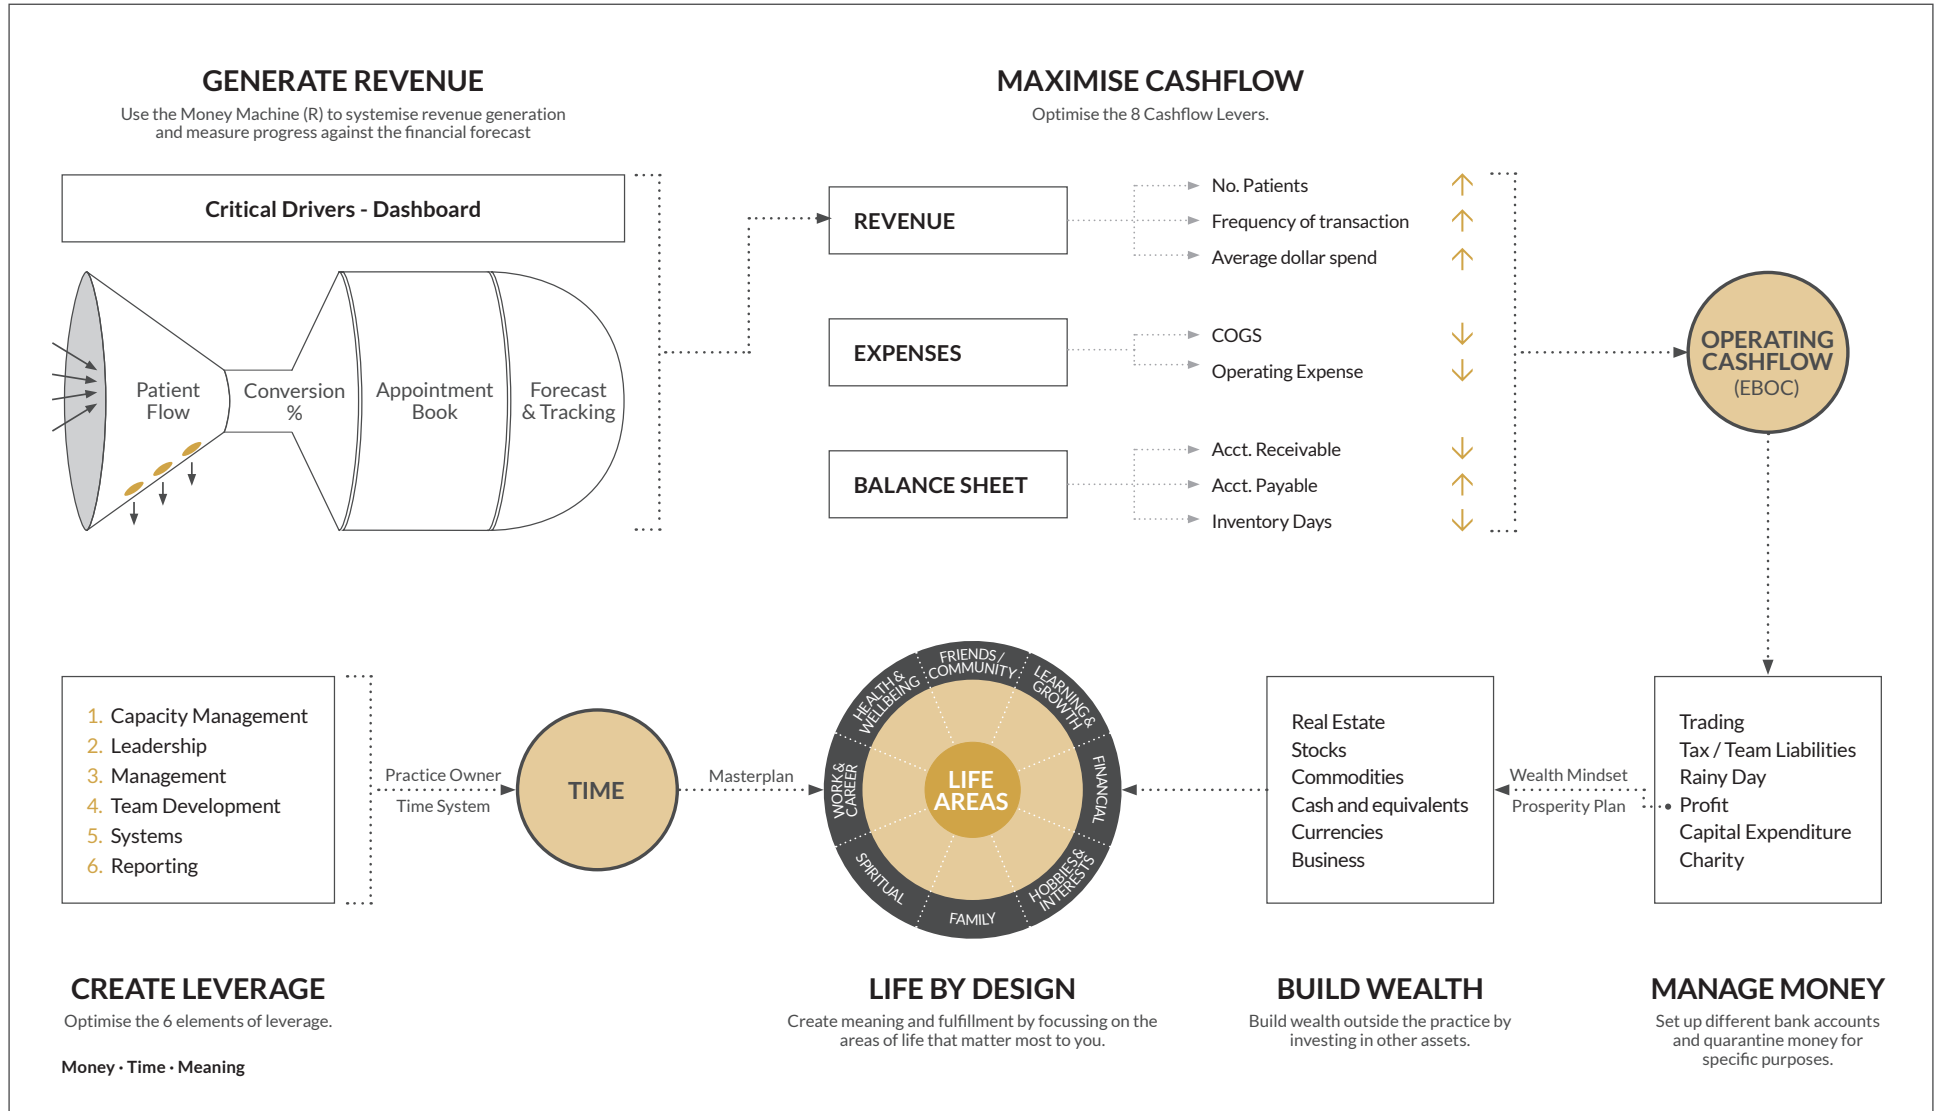 GENERATE REVENUE
Use the Money Machine (R) to systemise revenue generation
and measure progress against the financial forecast
Critical Drivers - Dashboard
Patient
Flow
Conversion
%
Appointment
Book
Forecast
& Tracking
MAXIMISE CASHFLOW
Optimise the 8 Cashflow Levers.
REVENUE
No. Patients
Frequency of transaction
Average dollar spend
EXPENSES
COGS
Operating Expense
BALANCE SHEET
Acct. Receivable
Acct. Payable
Inventory Days
OPERATING
CASHFLOW
(EBOC)
1. Capacity Management
2. Leadership
3. Management
4. Team Development
5. Systems
6. Reporting
Practice Owner
Time System
TIME
Masterplan
FRIENDS /
COMMUNITY
LEARNING &
GROWTH
FINANCIAL
HOBBIES &
INTERESTS
FAMILY
SPIRITUAL
WORK &
CAREER
HEALTH &
WELLBEING
LIFE
AREAS
Real Estate
Stocks
Commodities
Cash and equivalents
Currencies
Business
Wealth Mindset
Prosperity Plan
Trading
Tax / Team Liabilities
Rainy Day
Profit
Capital Expenditure
Charity
CREATE LEVERAGE
Optimise the 6 elements of leverage.
Money · Time · Meaning
LIFE BY DESIGN
Create meaning and fulfillment by focussing on the
areas of life that matter most to you.
BUILD WEALTH
Build wealth outside the practice by
investing in other assets.
MANAGE MONEY
Set up different bank accounts
and quarantine money for
specific purposes.